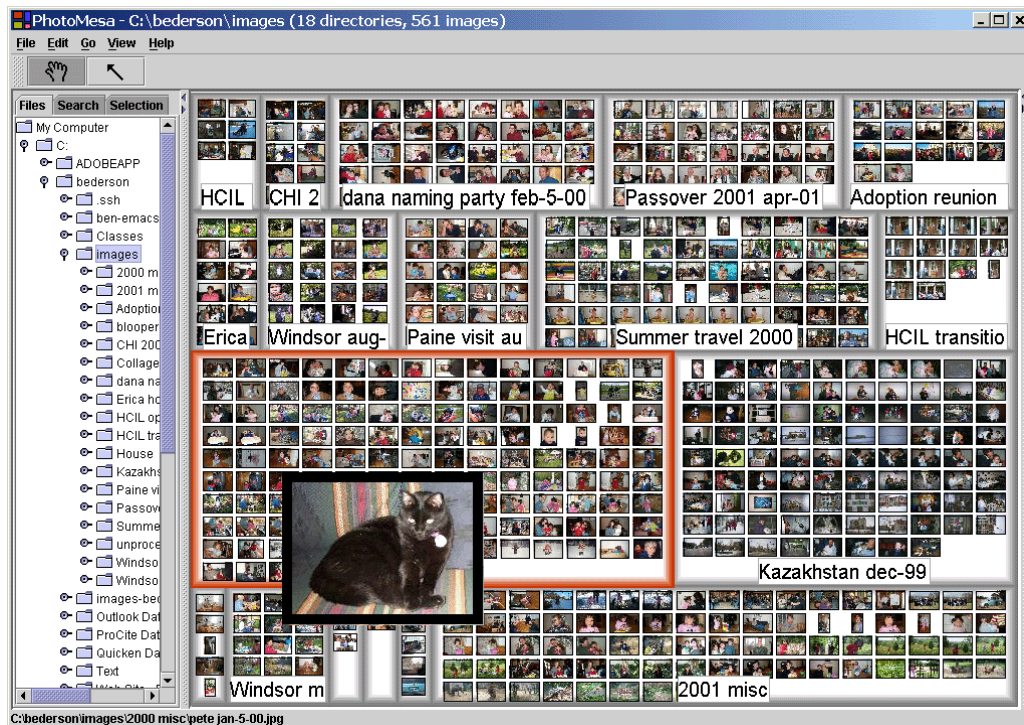 PhotoMesa - C:\bederson\images (18 directories, 561 images)
File Edit Go View Help
Files Search Selection
My Computer
C:
ADOBEAPP
bederson
.ssh
ben-emacs
Classes
images
2000 m
2001 m
Adoption
blooper
CHI 200
Collage
dana na
Erica ho
HCIL op
HCIL tra
House
Kazakhs
Paine vi
Passov
Summe
unproce
Windso
Windso
images-bed
Outlook Dat
ProCite Dat
Quicken Da
Text
HCIL
CHI 2
dana naming party feb-5-00
Passover 2001 apr-01
Adoption reunion
Erica
Windsor aug-
Paine visit au
Summer travel 2000
HCIL transitio
Kazakhstan dec-99
Windsor m
2001 misc
C:\bederson\images\2000 misc\pete jan-5-00.jpg